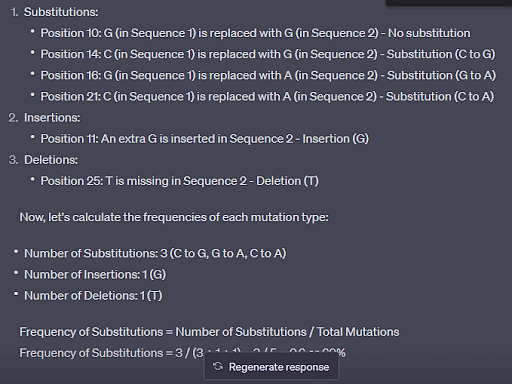 1. Substitutions:
• Position 10: G (in Sequence 1) is replaced with G (in Sequence 2) - No substitution
• Position 14: C (in Sequence 1) is replaced with G (in Sequence 2) - Substitution (C to G)
• Position 16: G (in Sequence 1) is replaced with A (in Sequence 2) - Substitution (G to A)
• Position 21: C (in Sequence 1) is replaced with A (in Sequence 2) - Substitution (C to A)
2. Insertions:
• Position 11: An extra G is inserted in Sequence 2 - Insertion (G)
3. Deletions:
• Position 25: T is missing in Sequence 2 - Deletion (T)
Now, let's calculate the frequencies of each mutation type:
• Number of Substitutions: 3 (C to G, G to A, C to A)
• Number of Insertions: 1 (G)
• Number of Deletions: 1 (T)
Frequency of Substitutions = Number of Substitutions / Total Mutations
Frequency of Substitutions = 3 / (3
Regenerate response